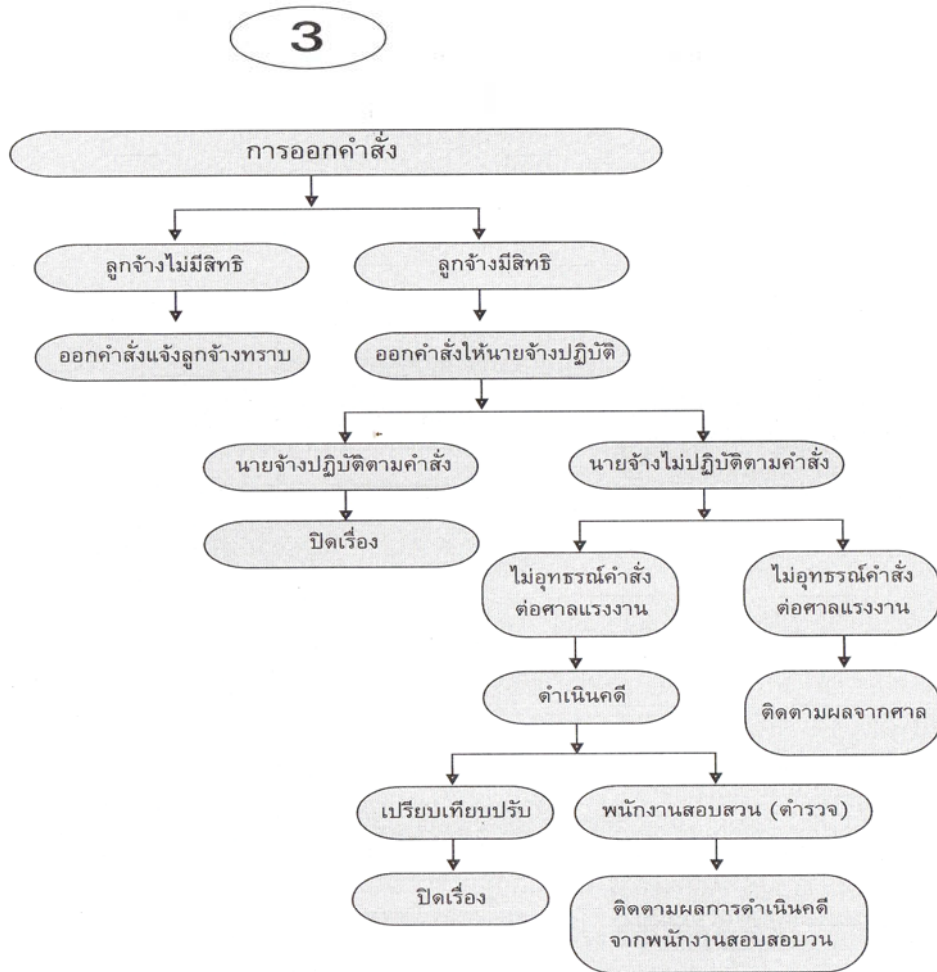 3
การออกคำสั่ง
ลูกจ้างไม่มีสิทธิ
ลูกจ้างมีสิทธิ
ออกคำสั่งแจ้งลูกจ้างทราบ
ออกคำสั่งให้นายจ้างปฏิบัติ
นายจ้างปฏิบัติตามคำสั่ง
นายจ้างไม่ปฏิบัติตามคำสั่ง
ปิดเรื่อง
ไม่อุทธรณ์คำสั่ง
ต่อศาลแรงงาน
ไม่อุทธรณ์คำสั่ง
ต่อศาลแรงงาน
ดำเนินคดี
ติดตามผลจากศาล
เปรียบเทียบปรับ
พนักงานสอบสวน (ตำรวจ)
ปิดเรื่อง
ติดตามผลการดำเนินคดี
จากพนักงานสอบสอบวน